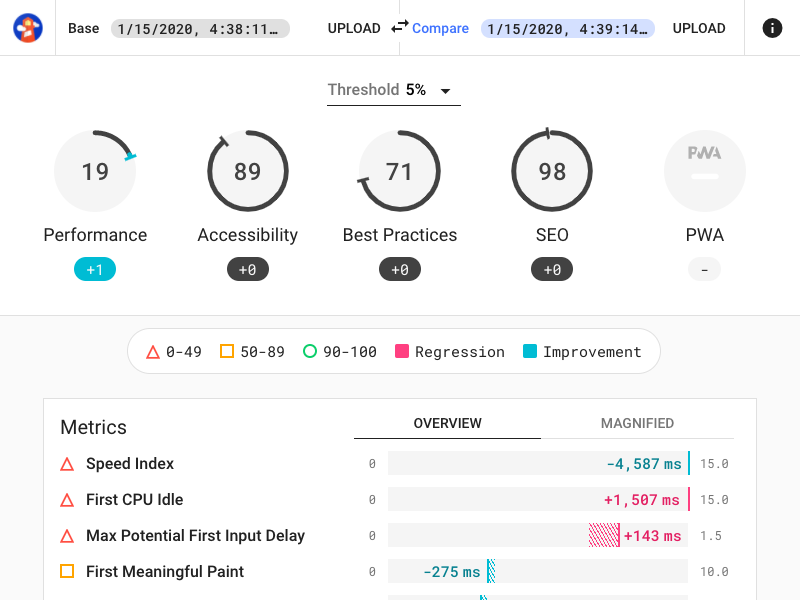 Base 1/15/2020, 4:38:11… UPLOAD Compare 1/15/2020, 4:39:14… UPLOAD
Threshold 5%
19 89 71 98 PWA
Performance Accessibility Best Practices SEO PWA
+1 +0 +0 +0 -
0-49 50-89 90-100 Regression Improvement
Metrics OVERVIEW MAGNIFIED
Speed Index 0 -4,587 ms 15.0
First CPU Idle 0 +1,507 ms 15.0
Max Potential First Input Delay 0 +143 ms 1.5
First Meaningful Paint 0 -275 ms 10.0